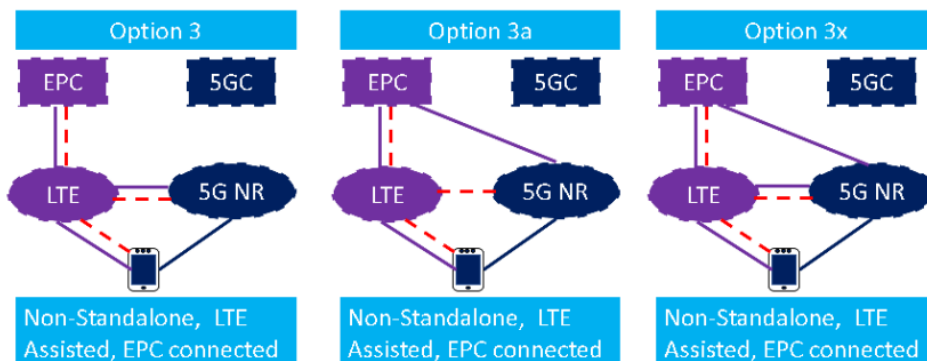 Option 3
EPC
5GC
LTE
5G NR
Non-Standalone, LTE
Assisted, EPC connected
Option 3a
EPC
5GC
LTE
5G NR
Non-Standalone, LTE
Assisted, EPC connected
Option 3x
EPC
5GC
LTE
5G NR
Non-Standalone, LTE
Assisted, EPC connected